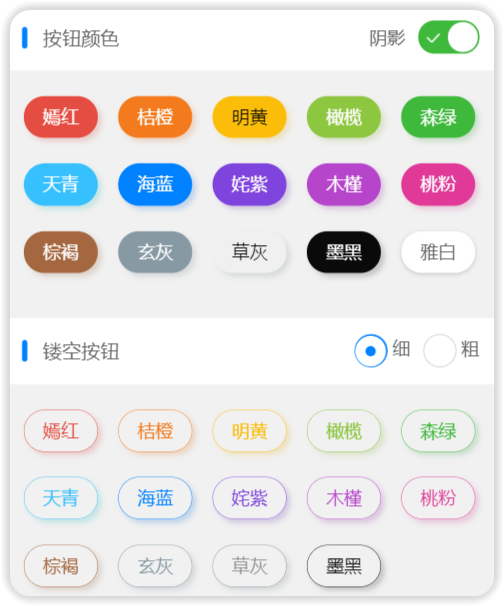 按钮颜色 阴影
嫣红 桔橙 明黄 橄榄 森绿
天青 海蓝 姹紫 木槿 桃粉
棕褐 玄灰 草灰 墨黑 雅白
镂空按钮 细 粗
嫣红 桔橙 明黄 橄榄 森绿
天青 海蓝 姹紫 木槿 桃粉
棕褐 玄灰 草灰 墨黑